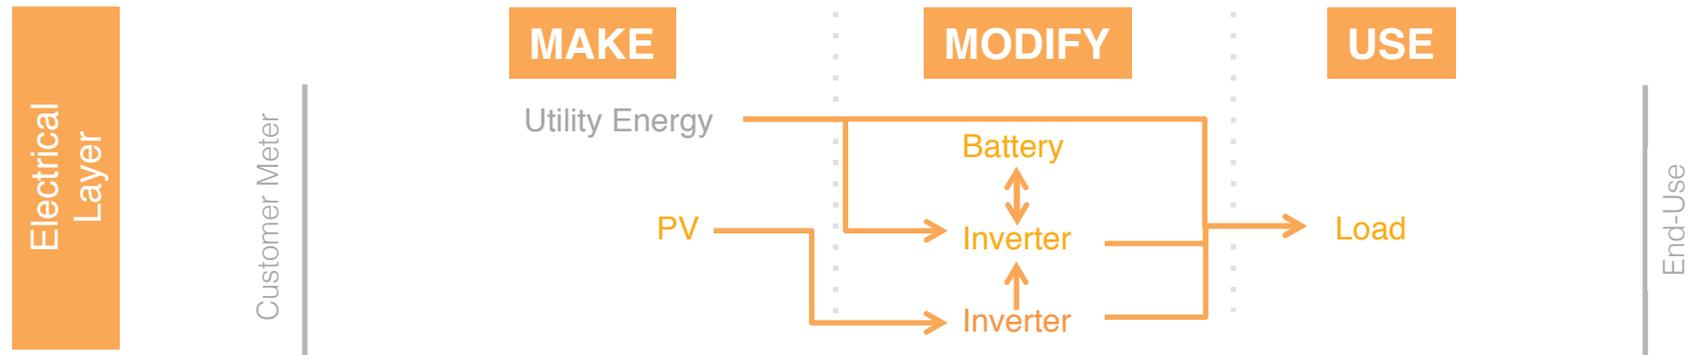 Electrical
Layer
Customer Meter
MAKE
MODIFY
USE
Utility Energy
Battery
PV
Inverter
Load
Inverter
End-Use